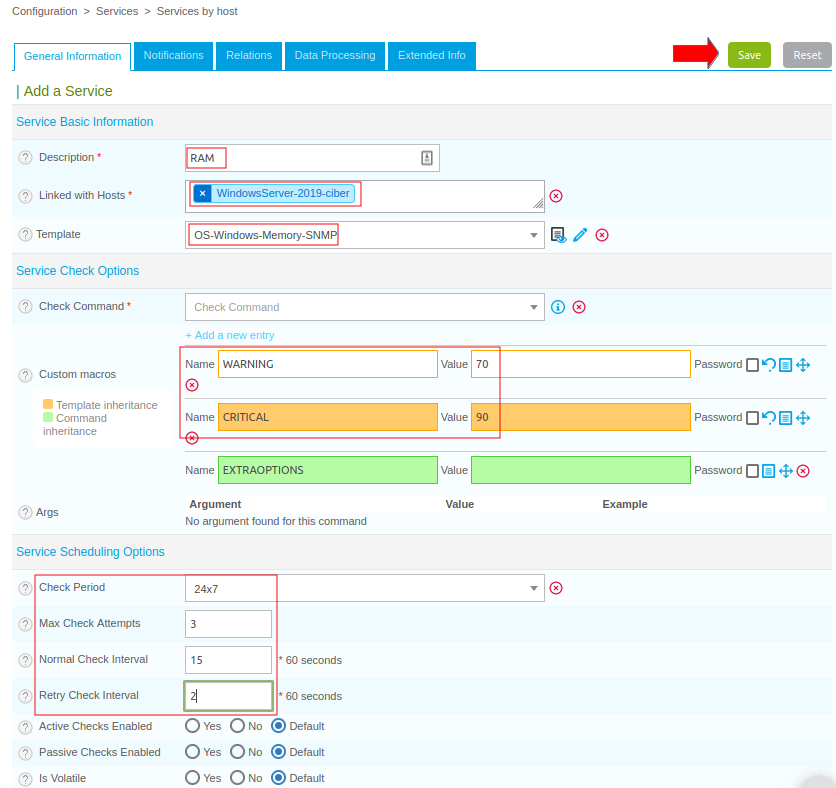 Configuration > Services > Services by host
General Information Notifications Relations Data Processing Extended Info Save Reset
| Add a Service
Service Basic Information
? Description * RAM
? Linked with Hosts * × WindowsServer-2019-ciber
? Template OS-Windows-Memory-SNMP
Service Check Options
? Check Command * Check Command
+ Add a new entry
Name WARNING Value 70 Password
? Custom macros
Template inheritance
Command
inheritance
Name CRITICAL Value 90 Password
Name EXTRAOPTIONS Value Password
? Args Argument Value Example
No argument found for this command
Service Scheduling Options
? Check Period 24x7
? Max Check Attempts 3
? Normal Check Interval 15 * 60 seconds
? Retry Check Interval 2 * 60 seconds
? Active Checks Enabled Yes No Default
? Passive Checks Enabled Yes No Default
? Is Volatile Yes No Default